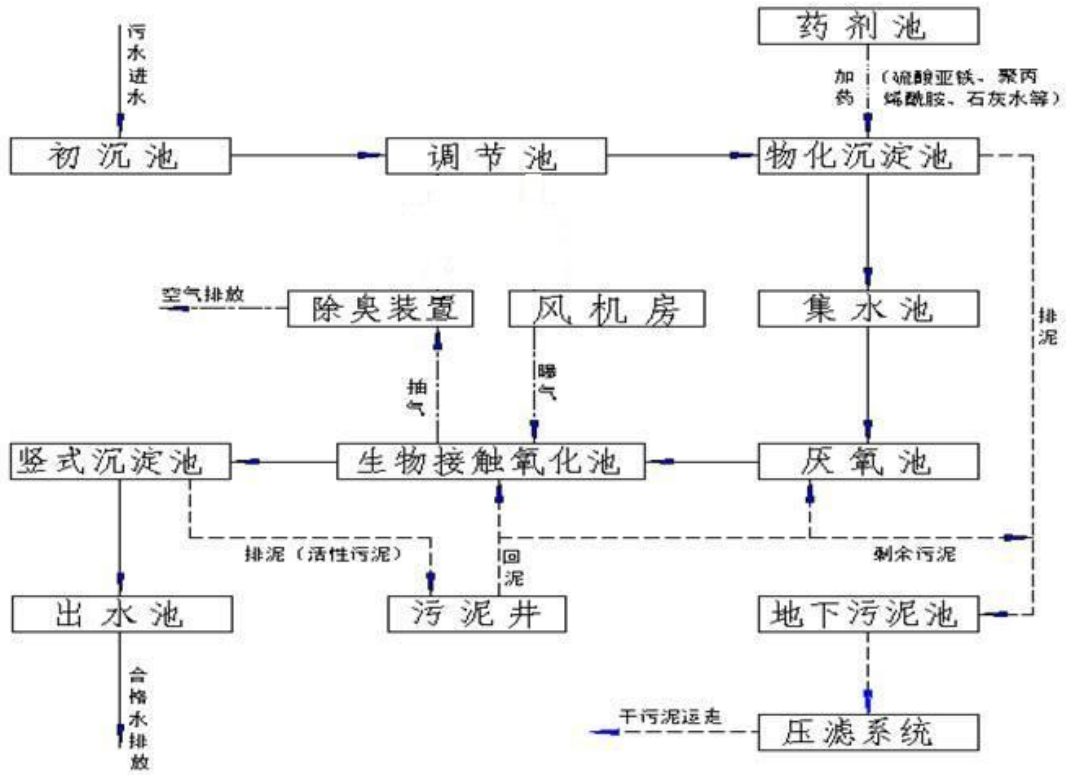 污水进水
药剂池
加药
（硫酸亚铁、聚丙
烯酰胺、石灰水等）
初沉池
调节池
物化沉淀池
空气排放
除臭装置
风机房
集水池
排泥
抽气
曝气
竖式沉淀池
生物接触氧化池
厌氧池
排泥（活性污泥）
回泥
剩余污泥
出水池
污泥井
地下污泥池
合格水排放
干污泥运走
压滤系统